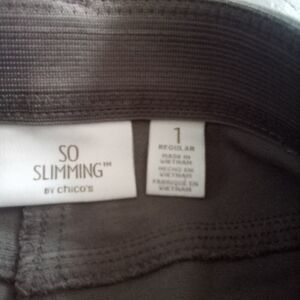 SO
SLIMMING™
BY chico's
1
REGULAR
MADE IN
VIETNAM
HECHO EN
VIETNAM
FABRIQUÉ EN
VIETNAM